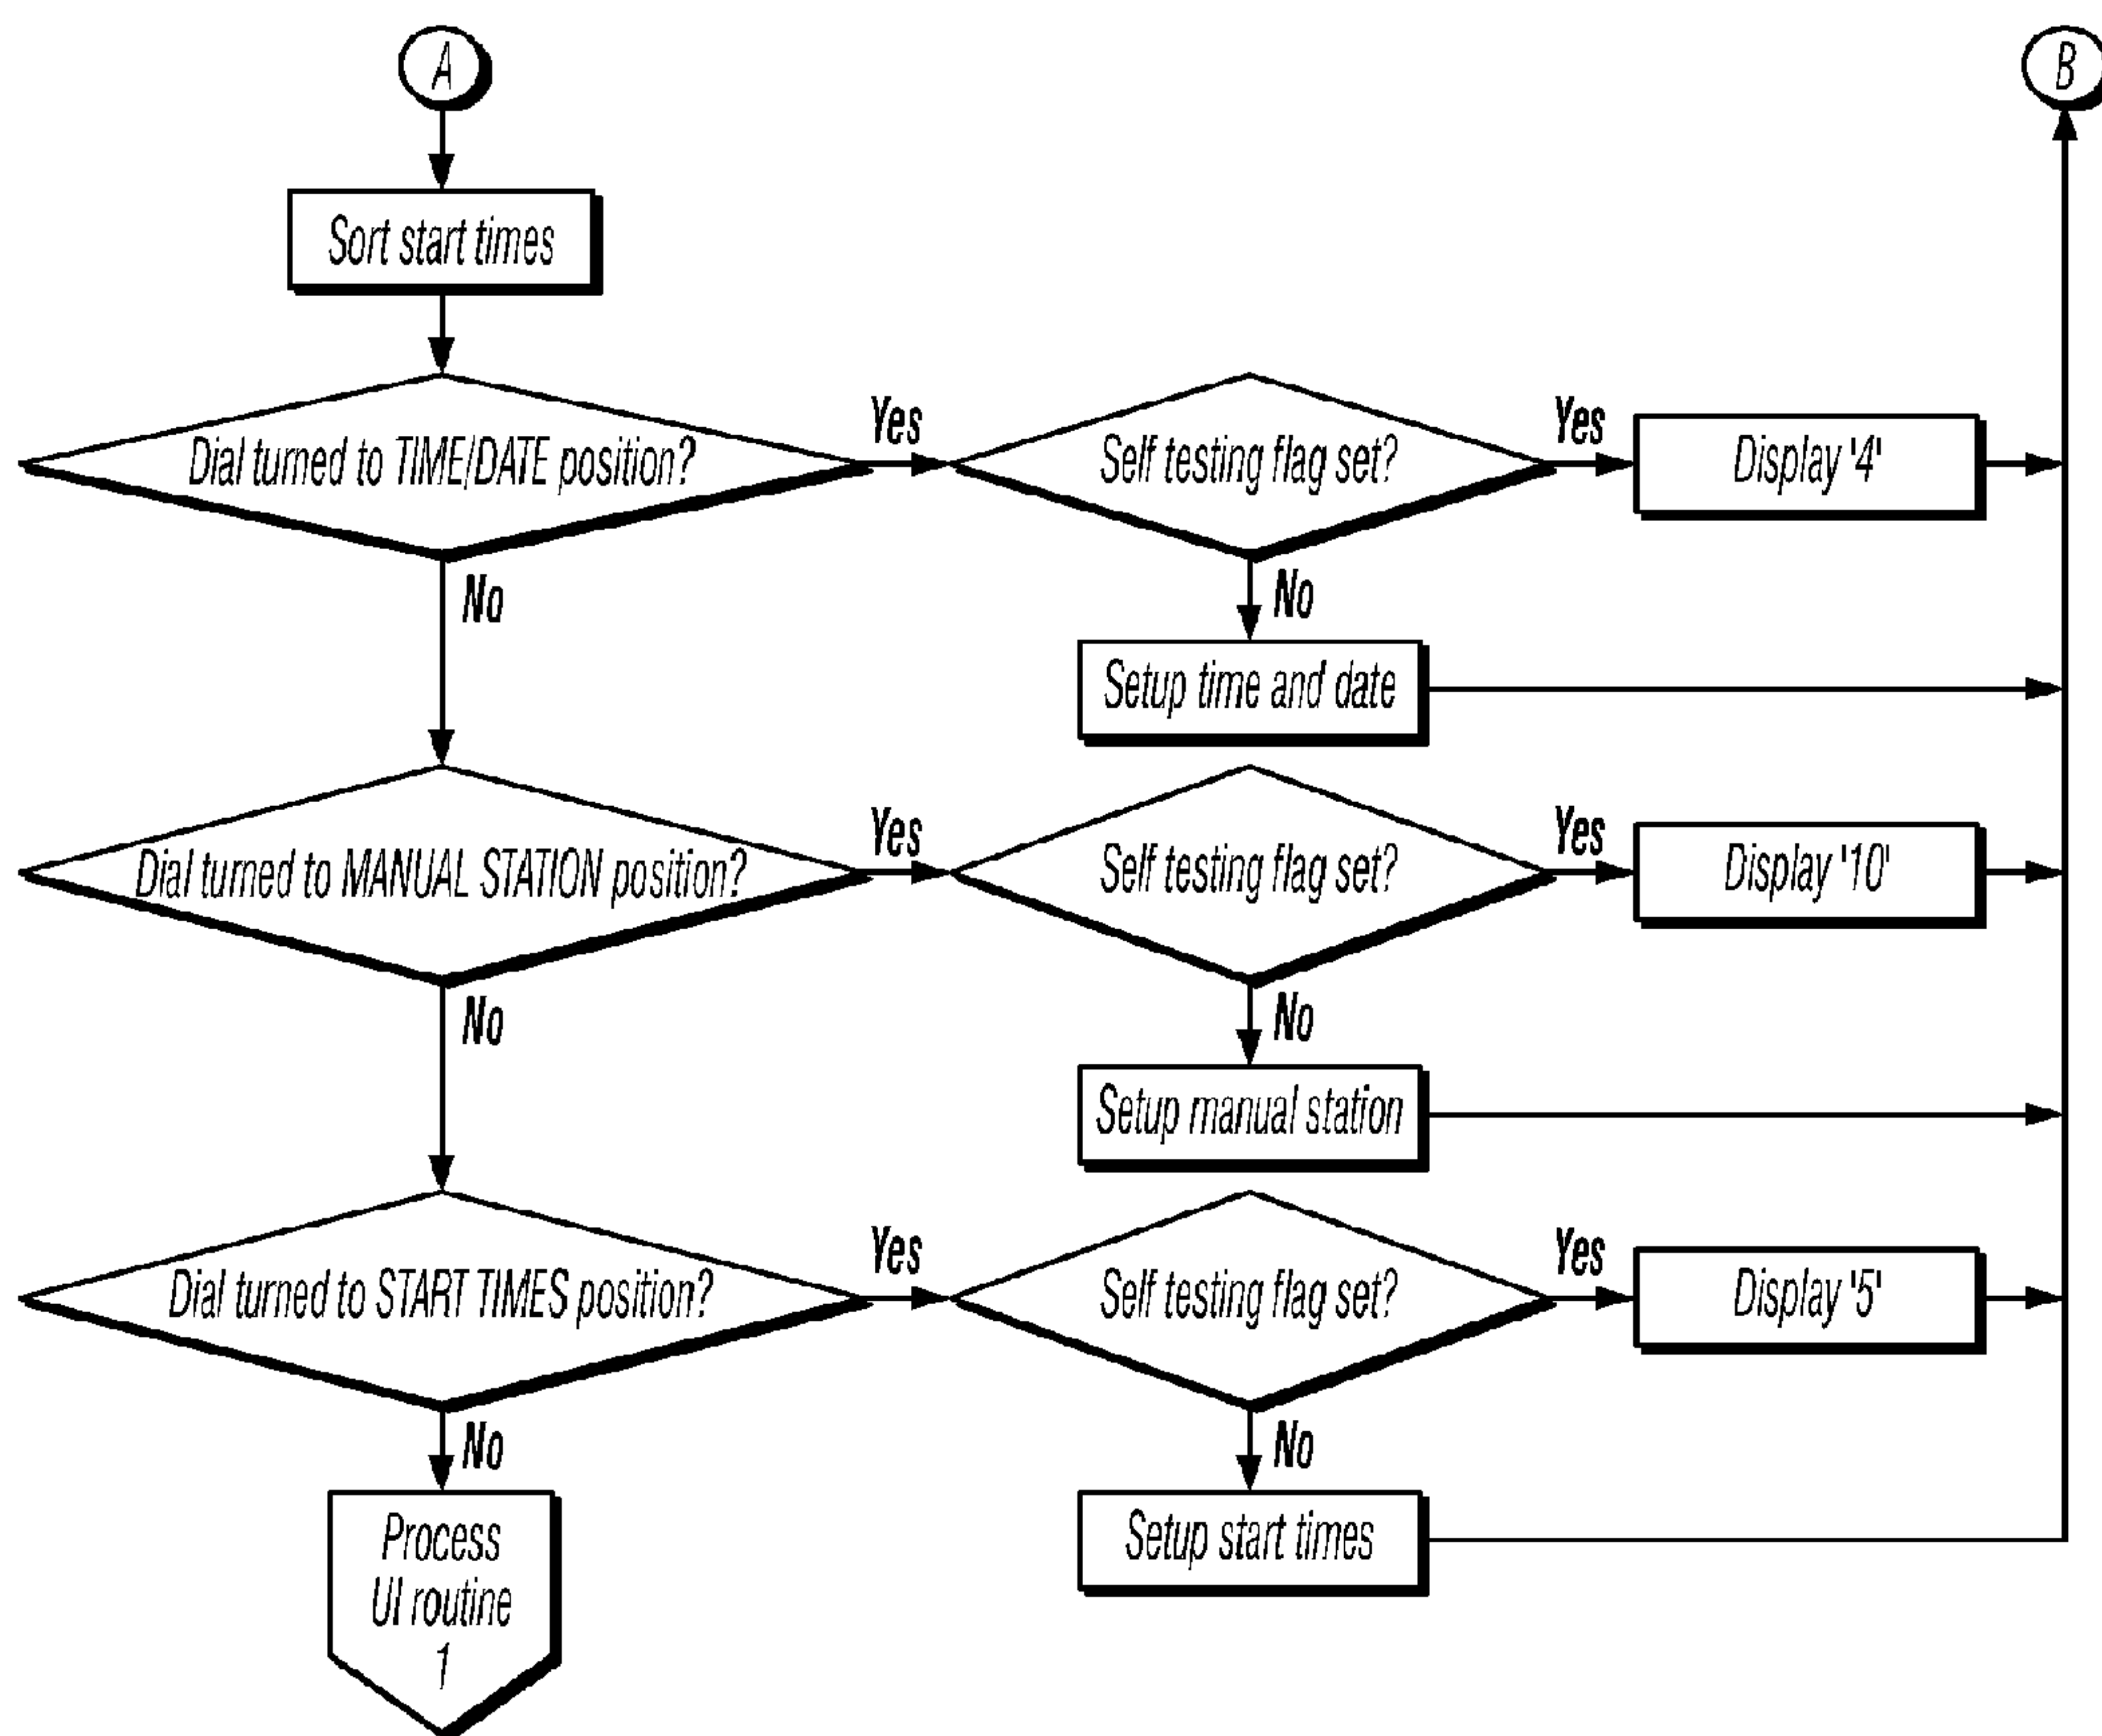 A
B
Sort start times
Dial turned to TIME/DATE position?
Yes
Self testing flag set?
Yes
Display '4'
No
No
Setup time and date
Dial turned to MANUAL STATION position?
Yes
Self testing flag set?
Yes
Display '10'
No
No
Setup manual station
Dial turned to START TIMES position?
Yes
Self testing flag set?
Yes
Display '5'
No
No
Setup start times
Process
UI routine
1